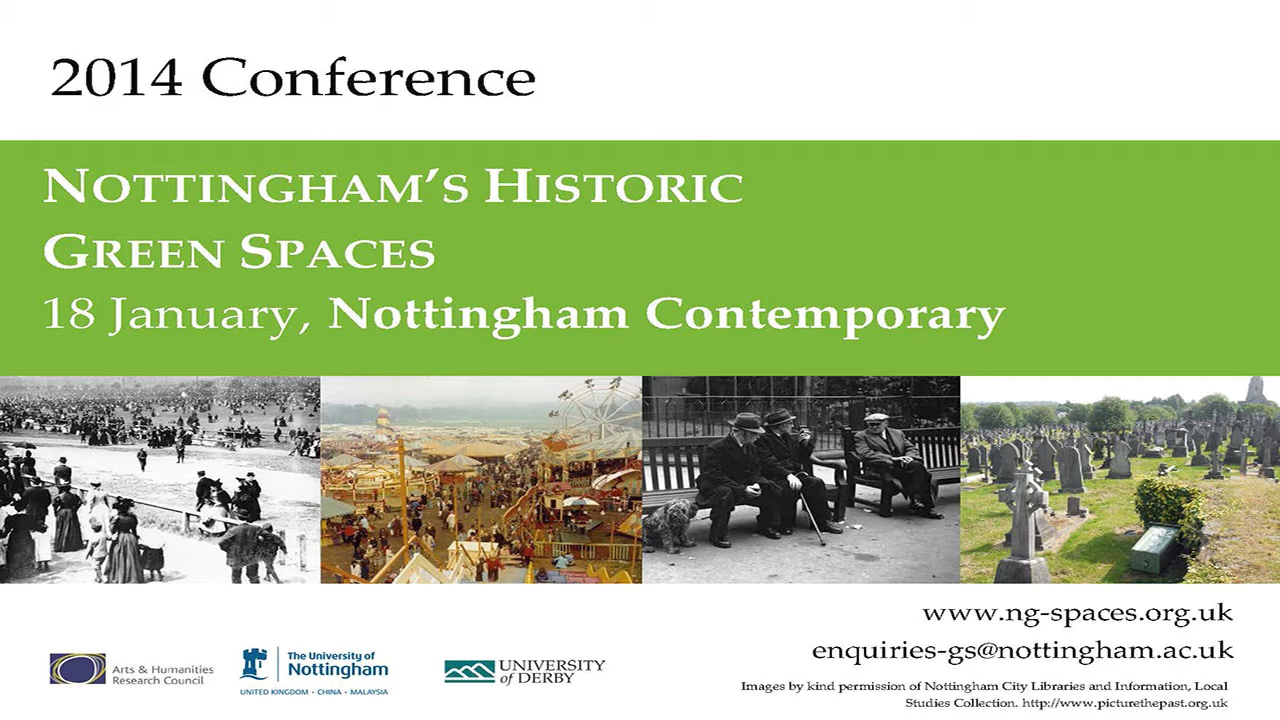 2014 Conference
NOTTINGHAM'S HISTORIC
GREEN SPACES
18 January, Nottingham Contemporary
www.ng-spaces.org.uk
enquiries-gs@nottingham.ac.uk
Arts & Humanities
Research Council
The University of
Nottingham
UNITED KINGDOM · CHINA · MALAYSIA
UNIVERSITY
of DERBY
Images by kind permission of Nottingham City Libraries and Information, Local
Studies Collection. http://www.picturethepast.org.uk